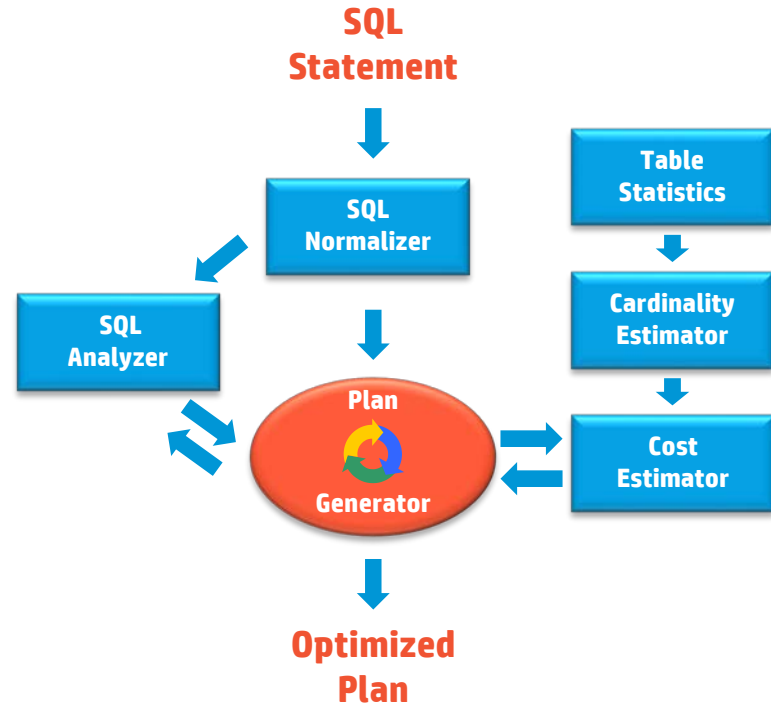 SQL
Statement
Table
Statistics
SQL
Normalizer
Cardinality
Estimator
SQL
Analyzer
Plan
Generator
Cost
Estimator
Optimized
Plan